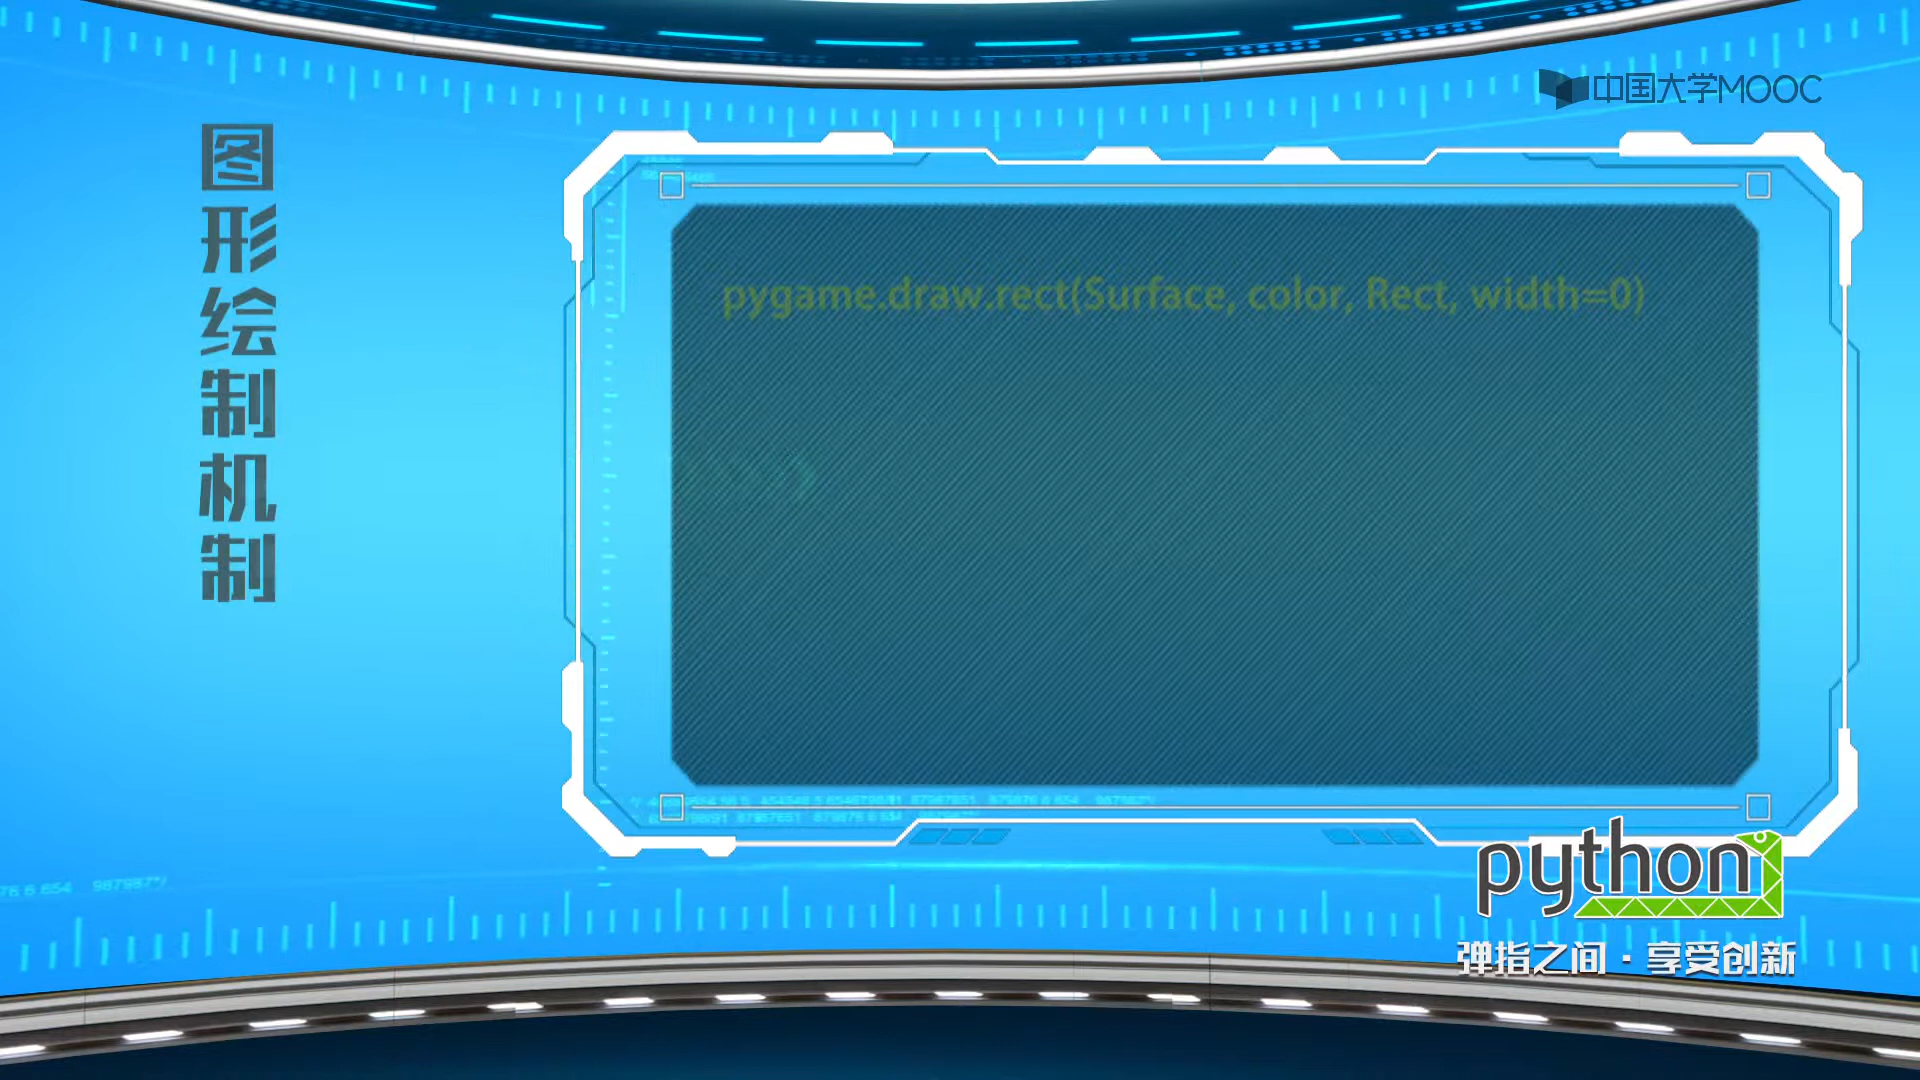 中国大学MOOC
图形绘制机制
pygame.draw.rect(Surface, color, Rect, width=0)
python
弹指之间·享受创新